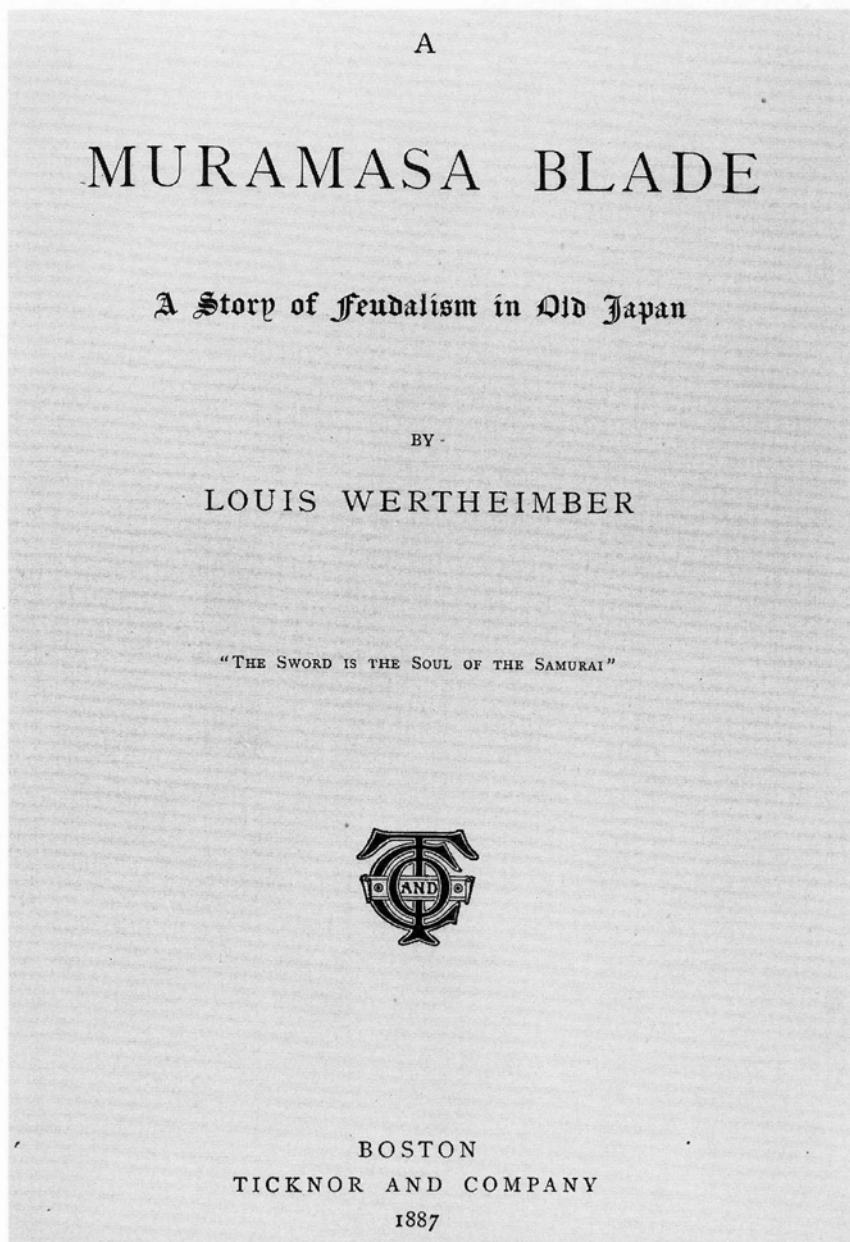 A
MURAMASA BLADE
A Story of Feudalism in Old Japan
BY
LOUIS WERTHEIMBER
"THE SWORD IS THE SOUL OF THE SAMURAI"
T AND CO
BOSTON
TICKNOR AND COMPANY
1887